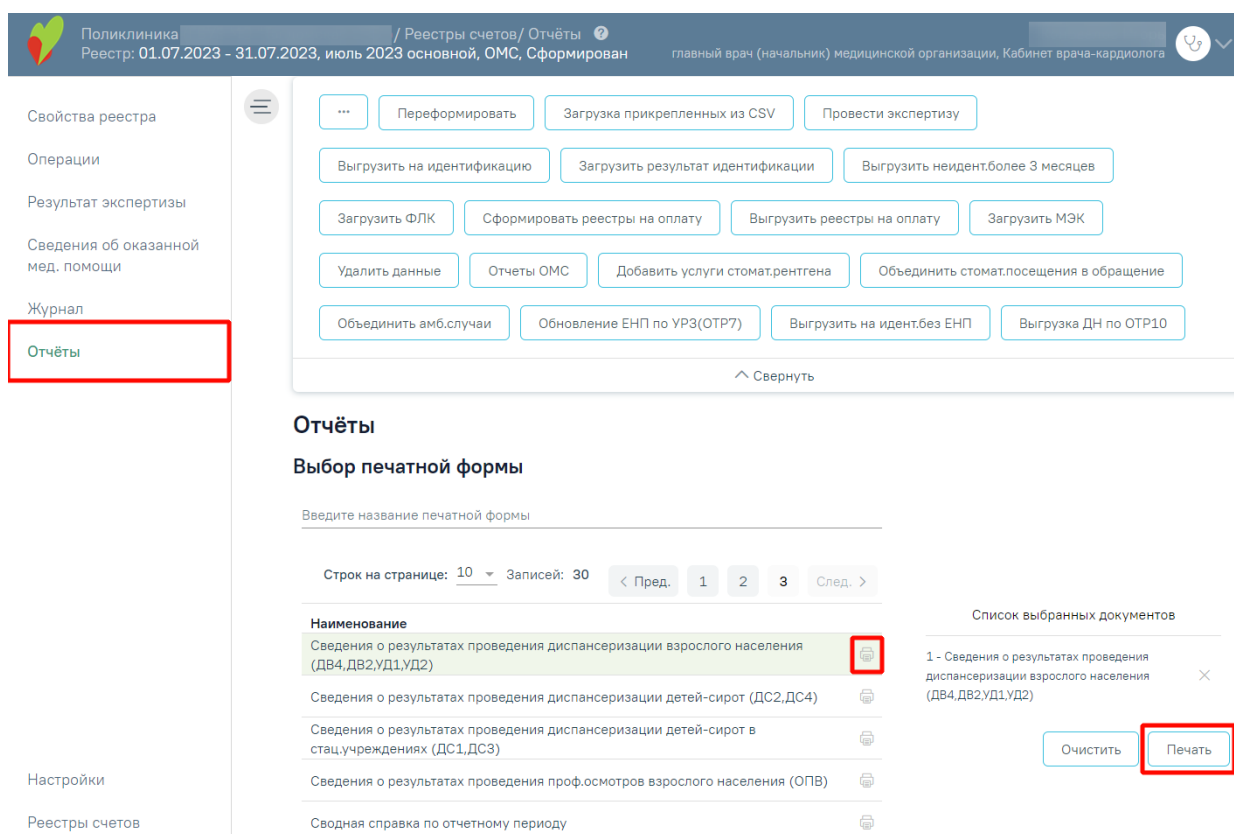 Поликлиника / Реестры счетов/ Отчёты ?
Реестр: 01.07.2023 - 31.07.2023, июль 2023 основной, ОМС, Сформирован
главный врач (начальник) медицинской организации, Кабинет врача-кардиолога
Свойства реестра
Операции
Результат экспертизы
Сведения об оказанной
мед. помощи
Журнал
Отчёты
Настройки
Реестры счетов
... Переформировать Загрузка прикрепленных из CSV Провести экспертизу
Выгрузить на идентификацию Загрузить результат идентификации Выгрузить неидент.более 3 месяцев
Загрузить ФЛК Сформировать реестры на оплату Выгрузить реестры на оплату Загрузить МЭК
Удалить данные Отчеты ОМС Добавить услуги стомат.рентгена Объединить стомат.посещения в обращение
Объединить амб.случаи Обновление ЕНП по УРЗ(ОТР7) Выгрузить на идент.без ЕНП Выгрузка ДН по ОТР10
Свернуть
Отчёты
Выбор печатной формы
Введите название печатной формы
Строк на странице: 10 Записей: 30 < Пред. 1 2 3 След. >
Наименование
Сведения о результатах проведения диспансеризации взрослого населения
(ДВ4,ДВ2,УД1,УД2)
Сведения о результатах проведения диспансеризации детей-сирот (ДС2,ДС4)
Сведения о результатах проведения диспансеризации детей-сирот в
стац.учреждениях (ДС1,ДС3)
Сведения о результатах проведения проф.осмотров взрослого населения (ОПВ)
Сводная справка по отчетному периоду
Список выбранных документов
1 - Сведения о результатах проведения
диспансеризации взрослого населения
(ДВ4,ДВ2,УД1,УД2)
Очистить Печать